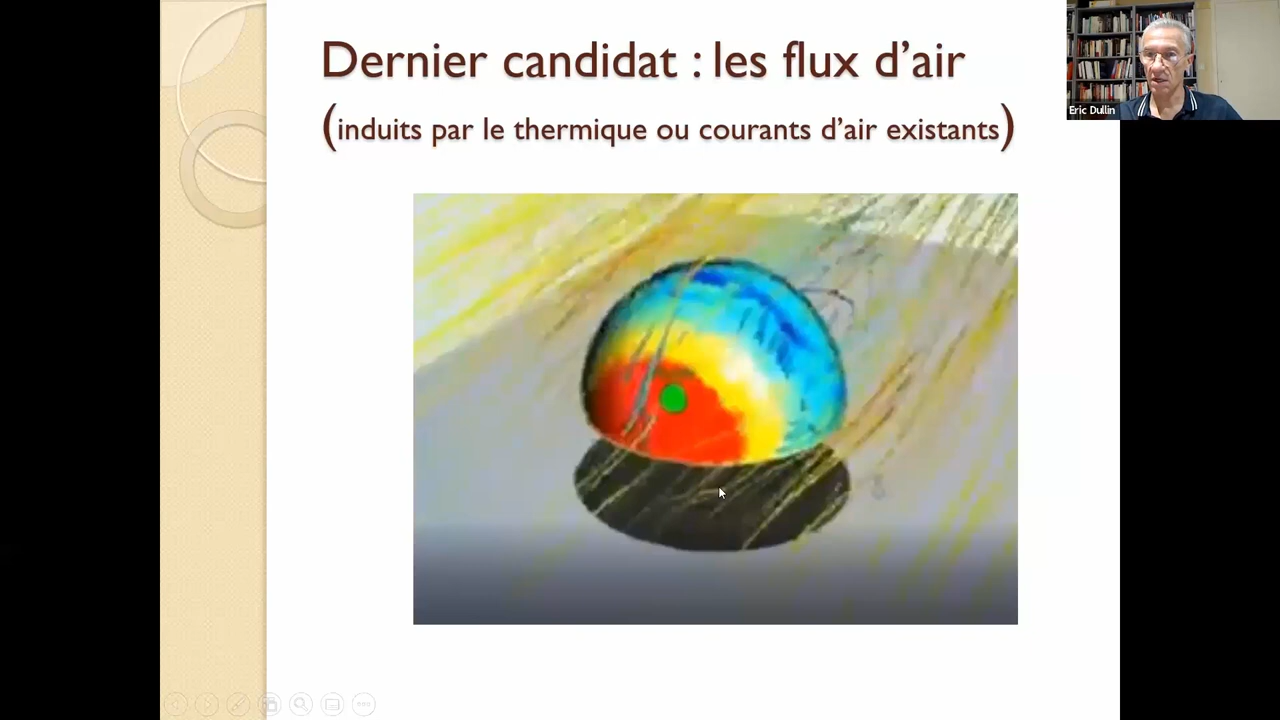 Dernier candidat : les flux d’air
(induits par le thermique ou courants d’air existants)
Eric Dullin